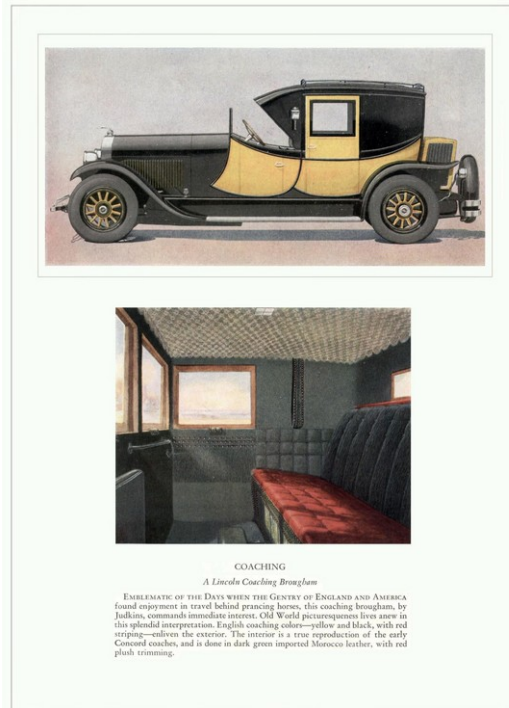 COACHING
A Lincoln Coaching Brougham
EMBLEMATIC OF THE DAYS WHEN THE GENTRY OF ENGLAND AND AMERICA
found enjoyment in travel behind prancing horses, this coaching brougham, by
Judkins, commands immediate interest. Old World picturesqueness lives anew in
this splendid interpretation. English coaching colors—yellow and black, with red
striping—enliven the exterior. The interior is a true reproduction of the early
Concord coaches, and is done in dark green imported Morocco leather, with red
plush trimming.